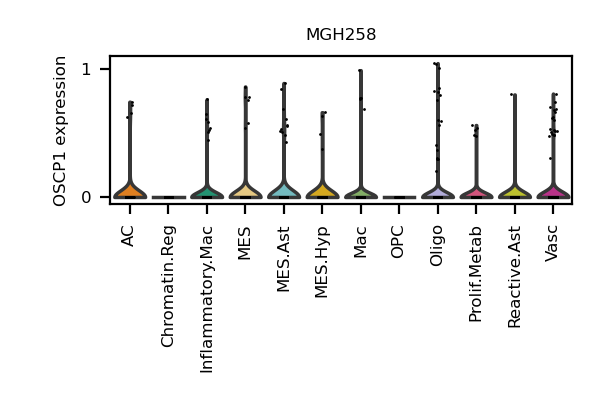 MGH258
OSCP1 expression
1
0
AC
Chromatin.Reg
Inflammatory.Mac
MES
MES.Ast
MES.Hyp
Mac
OPC
Oligo
Prolif.Metab
Reactive.Ast
Vasc